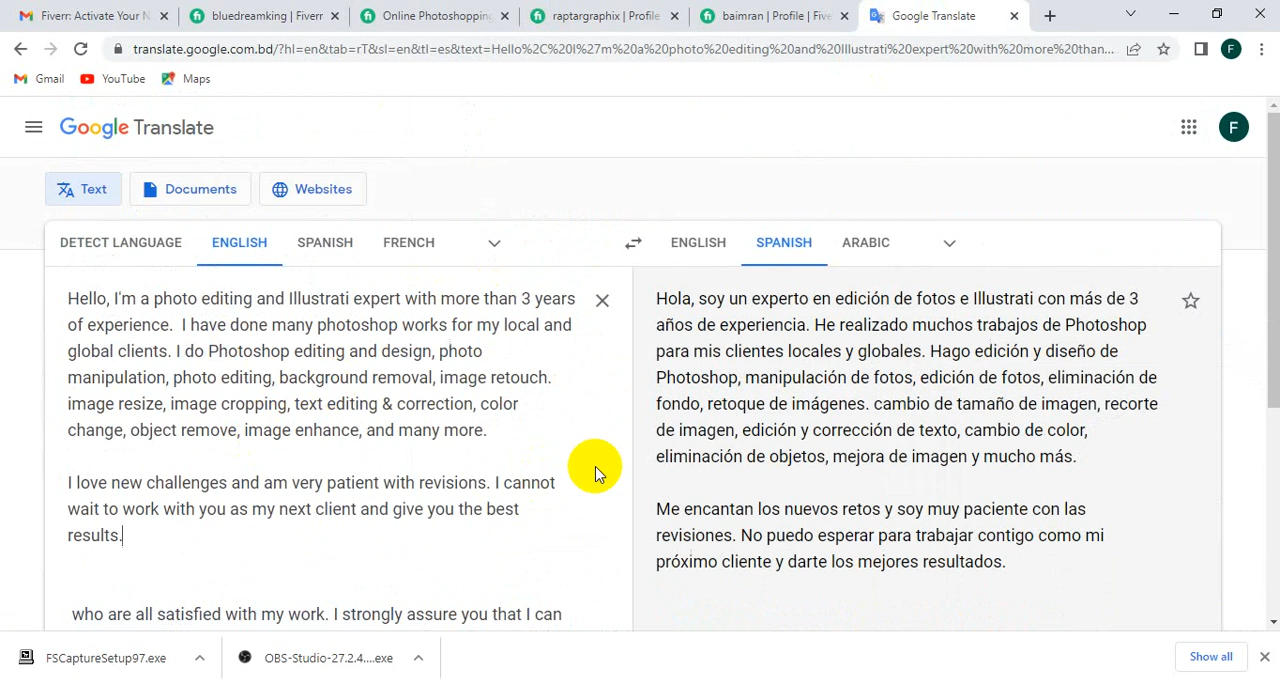 Fiverr: Activate Your N
bluedreamking | Fiverr
Online Photoshopping
raptargraphix | Profile
baimran | Profile | Five
Google Translate
translate.google.com.bd/?hl=en&tab=rT&sl=en&tl=es&text=Hello%2C%20I%27m%20a%20photo%20editing%20and%20Illustrati%20expert%20with%20more%20than...
F
Gmail
YouTube
Maps
Google Translate
F
Text
Documents
Websites
DETECT LANGUAGE
ENGLISH
SPANISH
FRENCH
ENGLISH
SPANISH
ARABIC
Hello, I'm a photo editing and Illustrati expert with more than 3 years
of experience.  I have done many photoshop works for my local and
global clients. I do Photoshop editing and design, photo
manipulation, photo editing, background removal, image retouch.
image resize, image cropping, text editing & correction, color
change, object remove, image enhance, and many more.
I love new challenges and am very patient with revisions. I cannot
wait to work with you as my next client and give you the best
results.
who are all satisfied with my work. I strongly assure you that I can
Hola, soy un experto en edición de fotos e Illustrati con más de 3
años de experiencia. He realizado muchos trabajos de Photoshop
para mis clientes locales y globales. Hago edición y diseño de
Photoshop, manipulación de fotos, edición de fotos, eliminación de
fondo, retoque de imágenes. cambio de tamaño de imagen, recorte
de imagen, edición y corrección de texto, cambio de color,
eliminación de objetos, mejora de imagen y mucho más.
Me encantan los nuevos retos y soy muy paciente con las
revisiones. No puedo esperar para trabajar contigo como mi
próximo cliente y darte los mejores resultados.
FSCaptureSetup97.exe
OBS-Studio-27.2.4....exe
Show all